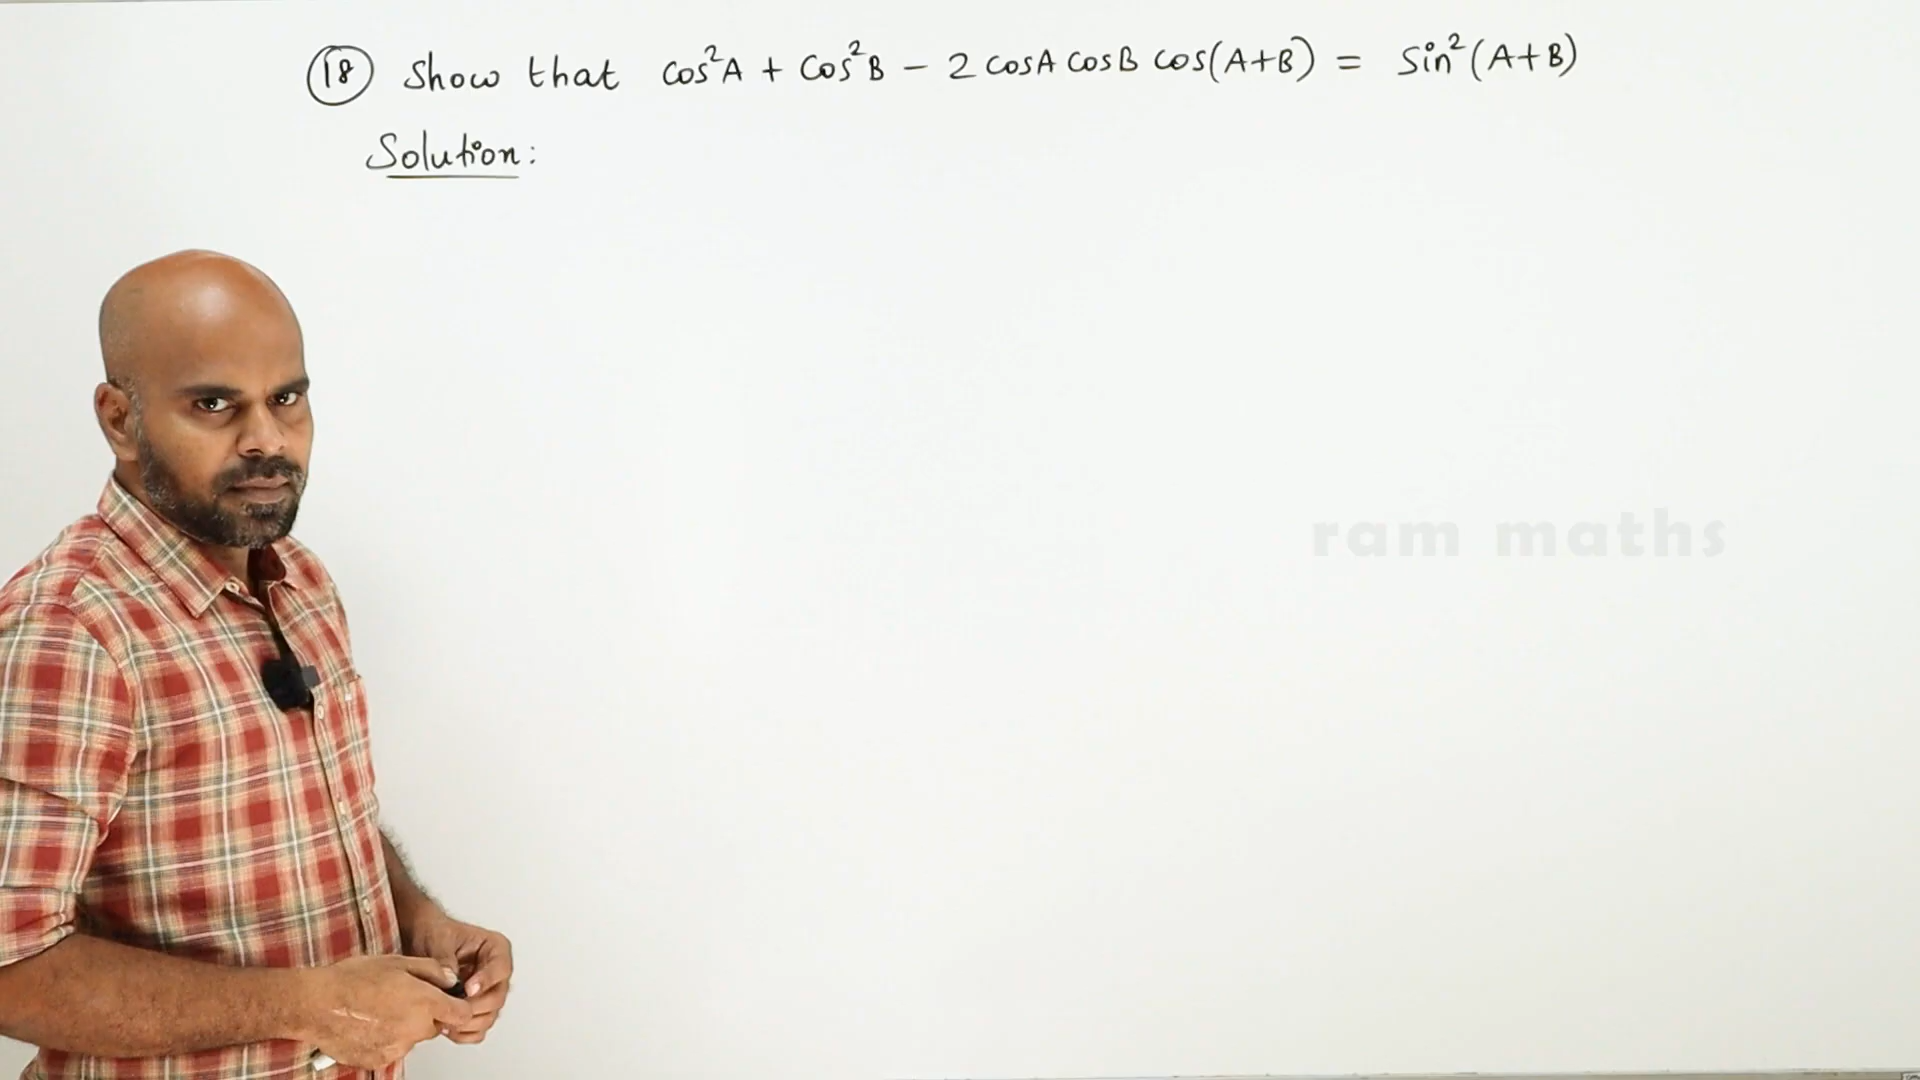 18 Show that cos²A + Cos²B - 2 cosA cosB cos(A+B) = Sin²(A+B)
Solution:
ram maths